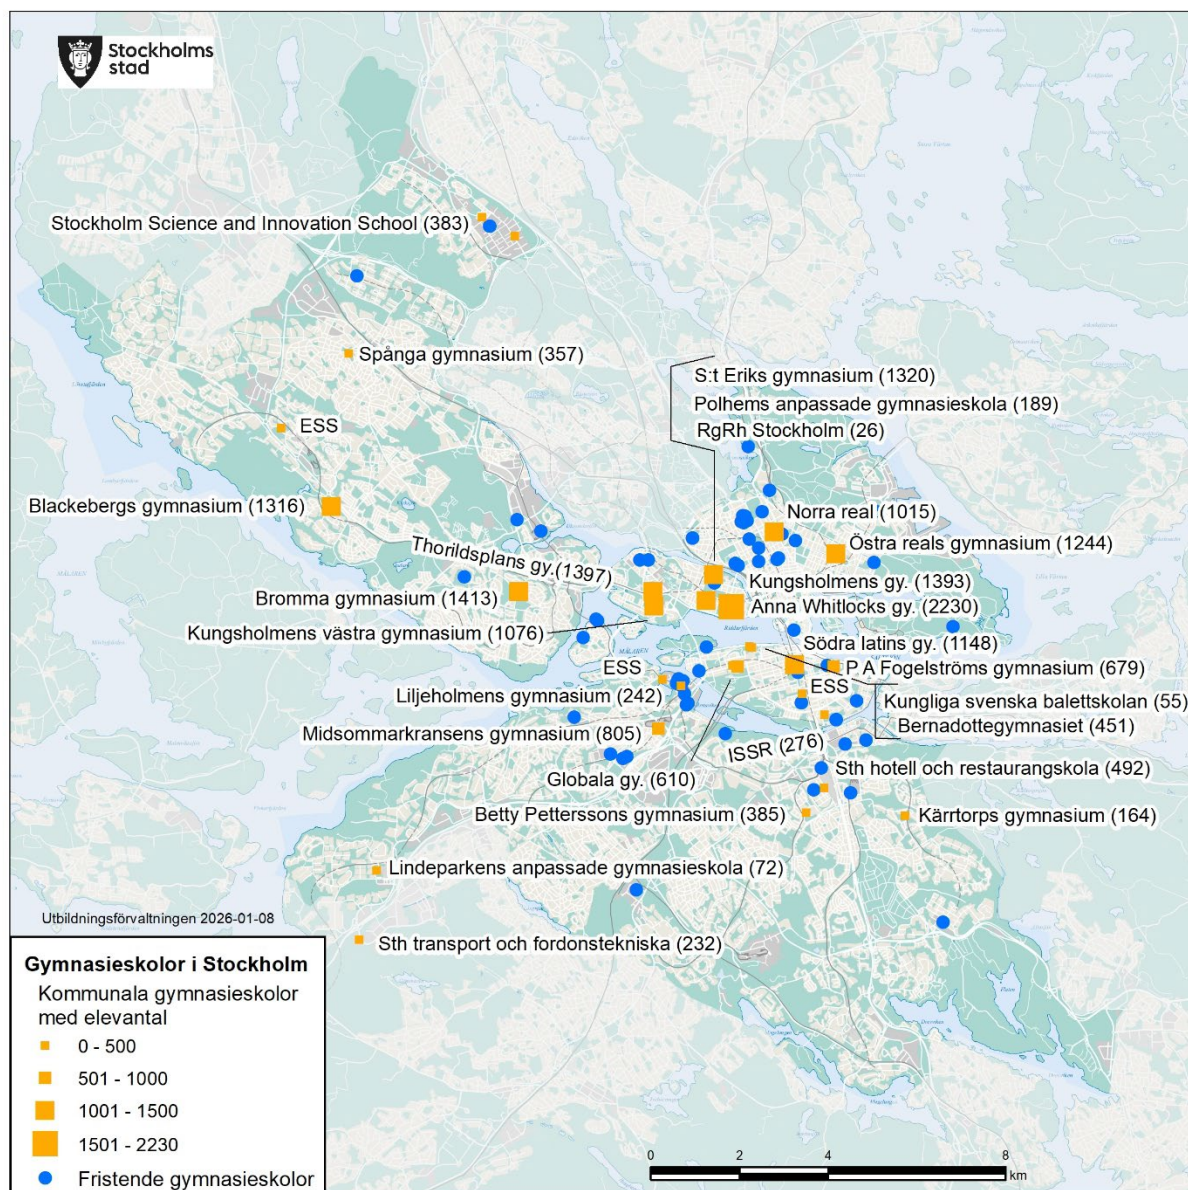 Stockholms
stad
Stockholm Science and Innovation School (383)
Spånga gymnasium (357)
ESS
Blackebergs gymnasium (1316)
S:t Eriks gymnasium (1320)
Polhems anpassade gymnasieskola (189)
RgRh Stockholm (26)
Norra real (1015)
Östra reals gymnasium (1244)
Thorildsplans gy.(1397)
Kungsholmens gy. (1393)
Bromma gymnasium (1413)
Anna Whitlocks gy. (2230)
Kungsholmens västra gymnasium (1076)
Södra latins gy. (1148)
ESS
P A Fogelströms gymnasium (679)
Liljeholmens gymnasium (242)
ESS
Kungliga svenska balettskolan (55)
Bernadottegymnasiet (451)
Midsommarkransens gymnasium (805)
ISSR (276)
Globala gy. (610)
Sth hotell och restaurangskola (492)
Betty Petterssons gymnasium (385)
Kärrtorps gymnasium (164)
Lindeparkens anpassade gymnasieskola (72)
Utbildningsförvaltningen 2026-01-08
Sth transport och fordonstekniska (232)
Gymnasieskolor i Stockholm
Kommunala gymnasieskolor
med elevantal
0 - 500
501 - 1000
1001 - 1500
1501 - 2230
Fristende gymnasieskolor
0 2 4 8
km
MÄLAREN
MÄLAREN
Riddarfjärden